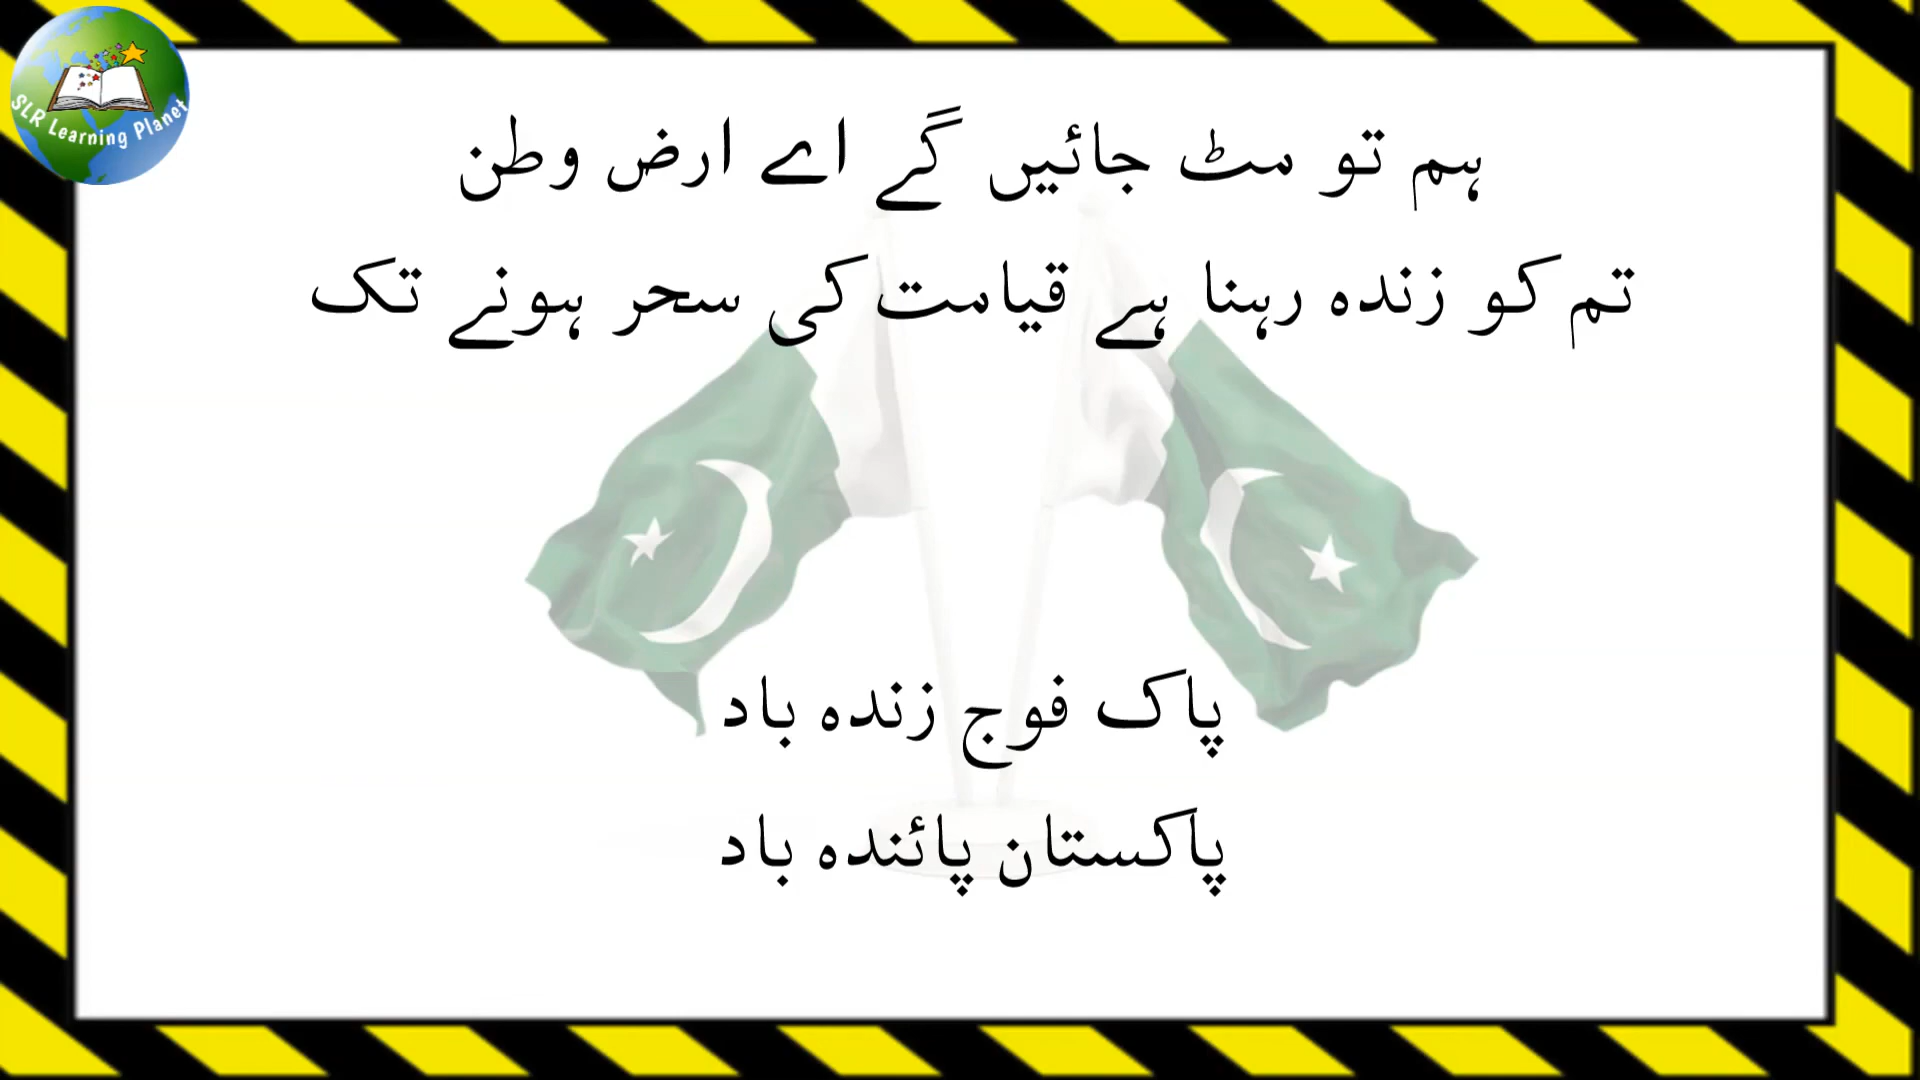 SLR Learning Planet
ہم تو مٹ جائیں گے اے ارض وطن
تم کو زندہ رہنا ہے قیامت کی سحر ہونے تک
پاک فوج زندہ باد
پاکستان پائندہ باد